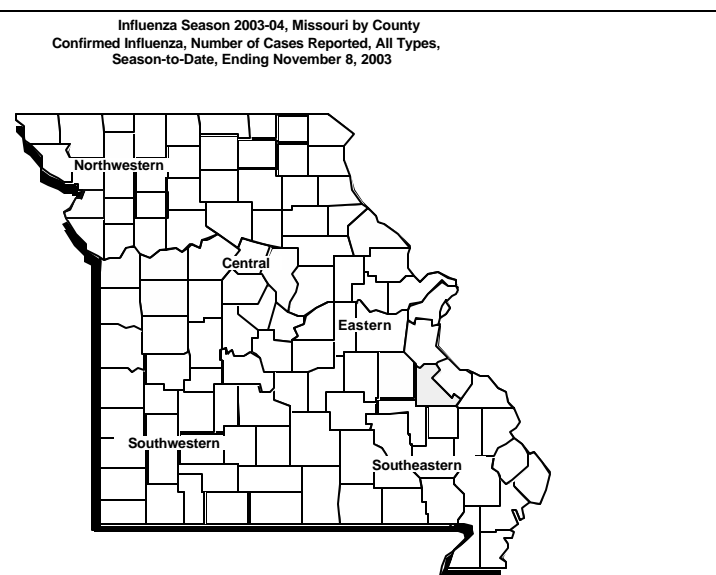 Influenza Season 2003-04, Missouri by County
Confirmed Influenza, Number of Cases Reported, All Types,
Season-to-Date, Ending November 8, 2003
Northwestern
Central
Eastern
Southwestern
Southeastern